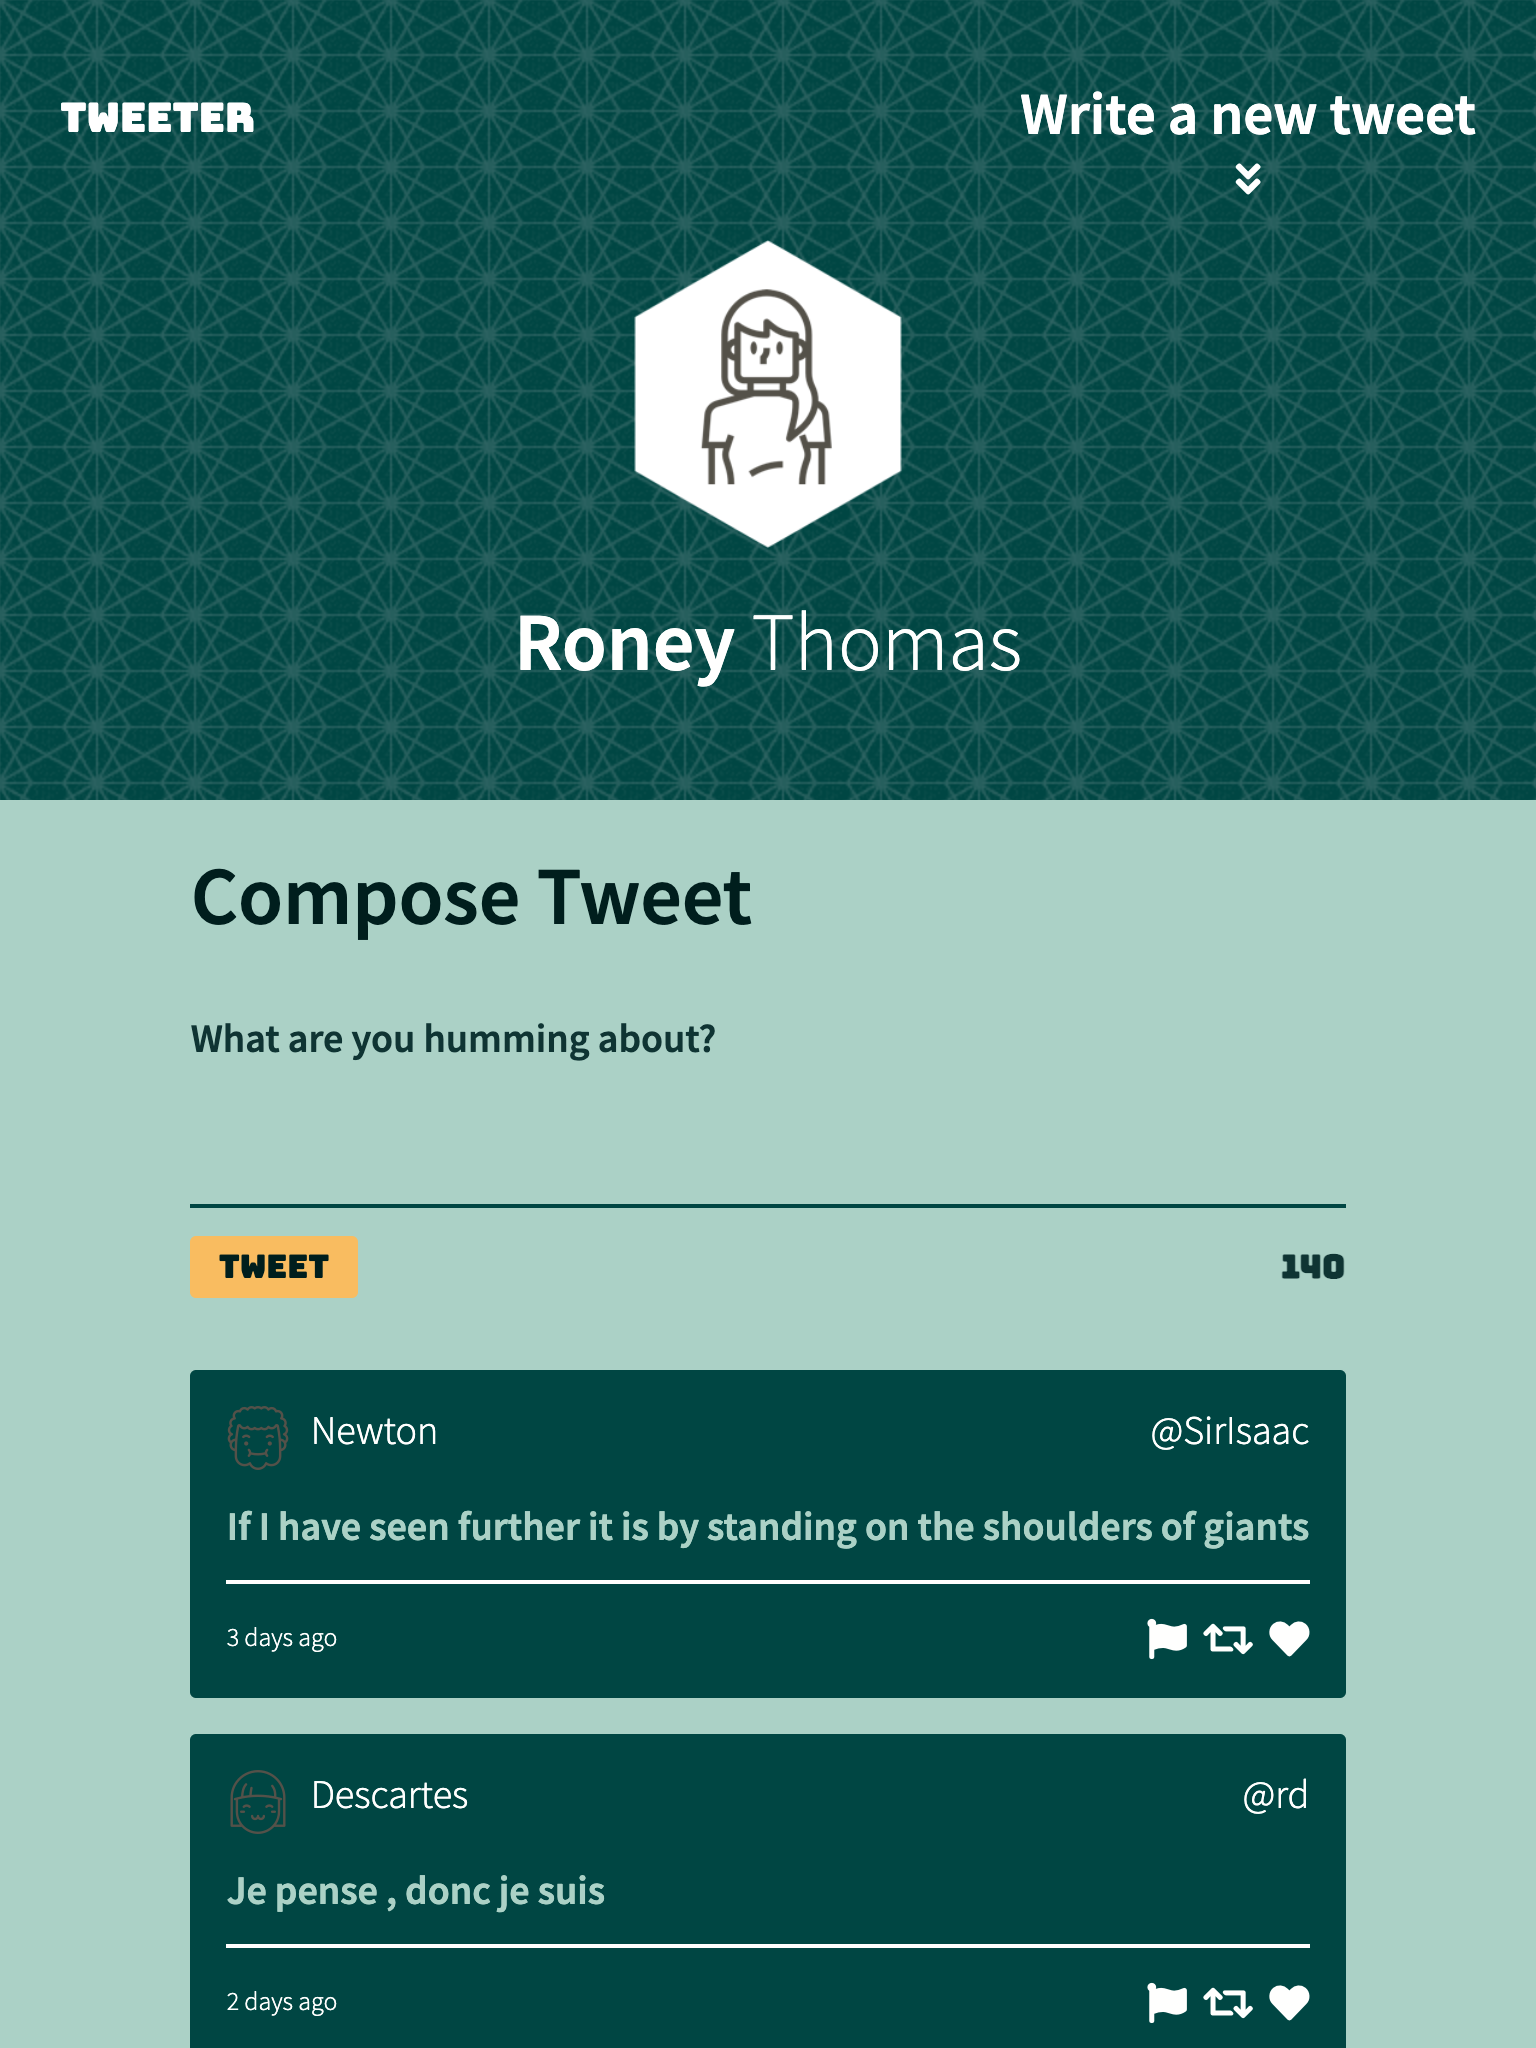 TWEETER
Write a new tweet
Roney Thomas
Compose Tweet
What are you humming about?
TWEET
140
Newton
@SirIsaac
If I have seen further it is by standing on the shoulders of giants
3 days ago
Descartes
@rd
Je pense , donc je suis
2 days ago